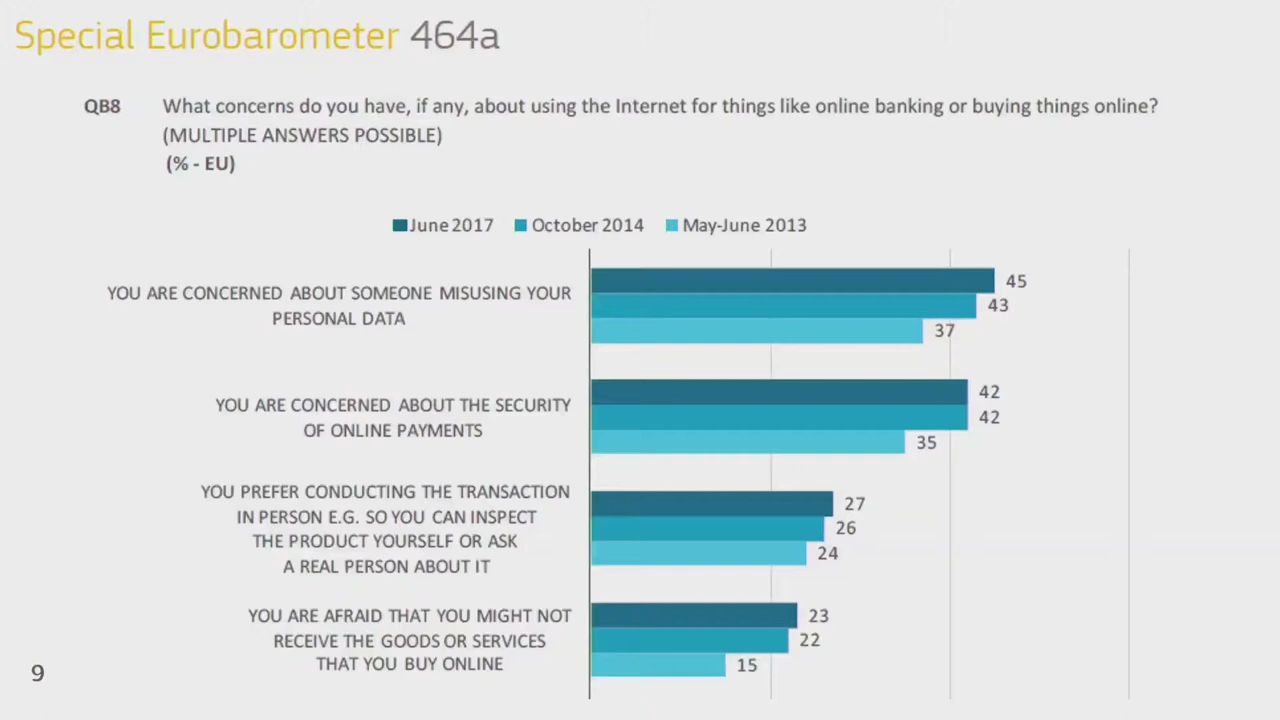 Special Eurobarometer 464a
QB8 What concerns do you have, if any, about using the Internet for things like online banking or buying things online?
(MULTIPLE ANSWERS POSSIBLE)
(% - EU)
June 2017 October 2014 May-June 2013
YOU ARE CONCERNED ABOUT SOMEONE MISUSING YOUR
PERSONAL DATA
45
43
37
YOU ARE CONCERNED ABOUT THE SECURITY
OF ONLINE PAYMENTS
42
42
35
YOU PREFER CONDUCTING THE TRANSACTION
IN PERSON E.G. SO YOU CAN INSPECT
THE PRODUCT YOURSELF OR ASK
A REAL PERSON ABOUT IT
27
26
24
YOU ARE AFRAID THAT YOU MIGHT NOT
RECEIVE THE GOODS OR SERVICES
THAT YOU BUY ONLINE
23
22
15
9